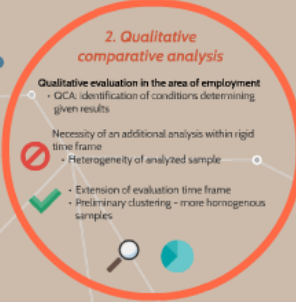 2. Qualitative
comparative analysis
Qualitative evaluation in the area of employment
• QCA: identification of conditions determining
given results
Necessity of an additional analysis within rigid
time frame
• Heterogeneity of analyzed sample
• Extension of evaluation time frame
• Preliminary clustering - more homogenous
samples